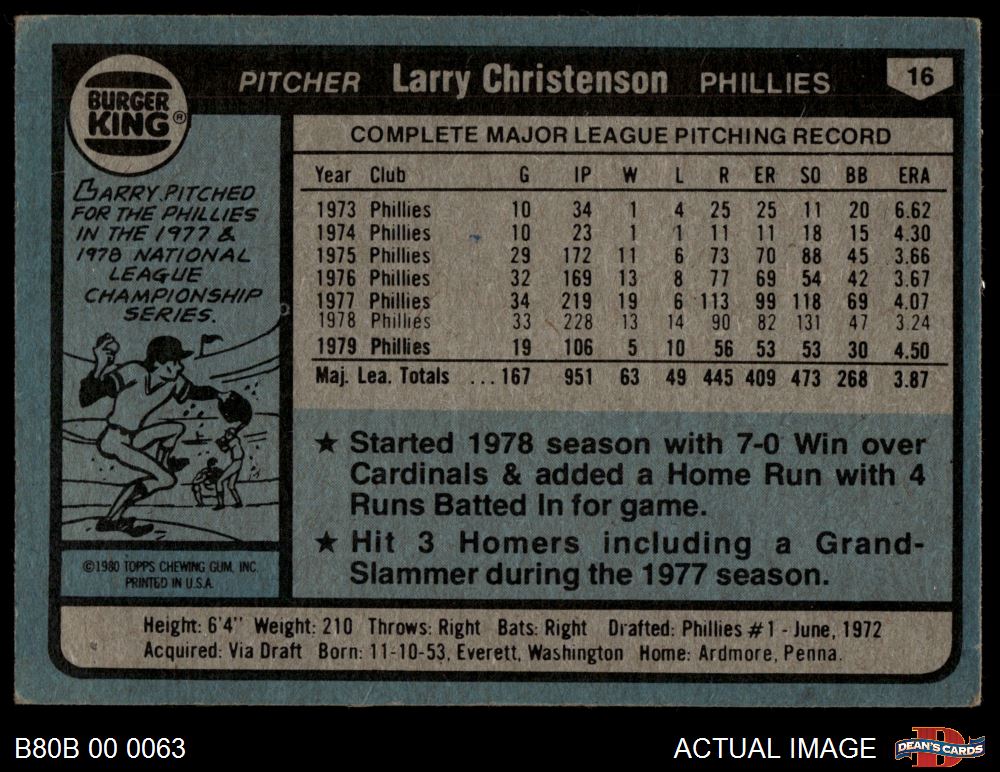 BURGER
KING®
PITCHER Larry Christenson PHILLIES 16
LARRY PITCHED
FOR THE PHILLIES
IN THE 1977 &
1978 NATIONAL
LEAGUE
CHAMPIONSHIP
SERIES.
©1980 TOPPS CHEWING GUM, INC.
PRINTED IN U.S.A.
COMPLETE MAJOR LEAGUE PITCHING RECORD
Year Club G IP W L R ER SO BB ERA
1973 Phillies 10 34 1 4 25 25 11 20 6.62
1974 Phillies 10 23 1 1 11 11 18 15 4.30
1975 Phillies 29 172 11 6 73 70 88 45 3.66
1976 Phillies 32 169 13 8 77 69 54 42 3.67
1977 Phillies 34 219 19 6 113 99 118 69 4.07
1978 Phillies 33 228 13 14 90 82 131 47 3.24
1979 Phillies 19 106 5 10 56 53 53 30 4.50
Maj. Lea. Totals ... 167 951 63 49 445 409 473 268 3.87
★ Started 1978 season with 7-0 Win over
Cardinals & added a Home Run with 4
Runs Batted In for game.
★ Hit 3 Homers including a Grand-
Slammer during the 1977 season.
Height: 6'4" Weight: 210 Throws: Right Bats: Right Drafted: Phillies #1 - June, 1972
Acquired: Via Draft Born: 11-10-53, Everett, Washington Home: Ardmore, Penna.
B80B 00 0063
ACTUAL IMAGE
DEAN'S CARDS